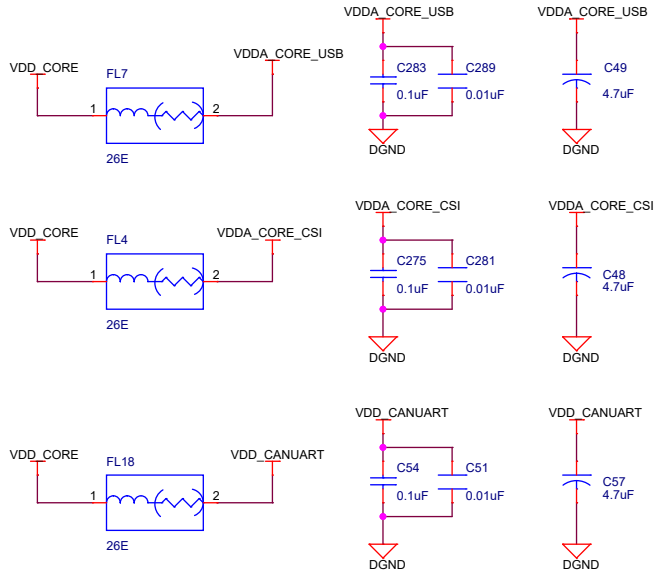 VDDA_CORE_USB
VDDA_CORE_USB
VDDA_CORE_USB
VDD_CORE
FL7
C283
C289
C49
0.1uF
0.01uF
4.7uF
1
2
DGND
DGND
26E
VDDA_CORE_CSI
VDDA_CORE_CSI
VDD_CORE
FL4
VDDA_CORE_CSI
C275
C281
C48
0.1uF
0.01uF
4.7uF
1
2
26E
DGND
DGND
VDD_CANUART
VDD_CANUART
VDD_CORE
FL18
VDD_CANUART
C54
C51
C57
0.1uF
0.01uF
4.7uF
1
2
26E
DGND
DGND